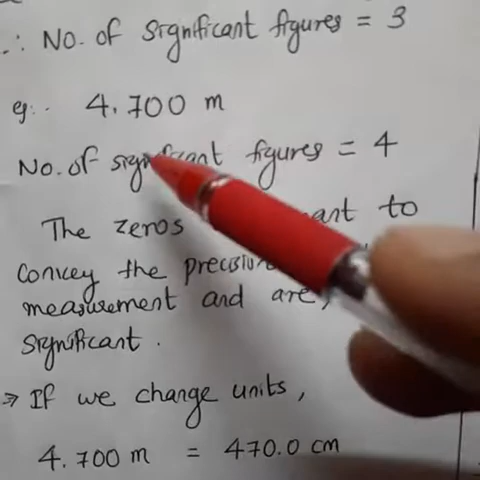 ∴ No. of significant figures = 3
eg:- 4.700 m
No. of significant figures = 4
The zeros to
convey the
measurement and are,
significant.
⇒ If we change units,
4.700 m = 470.0 cm